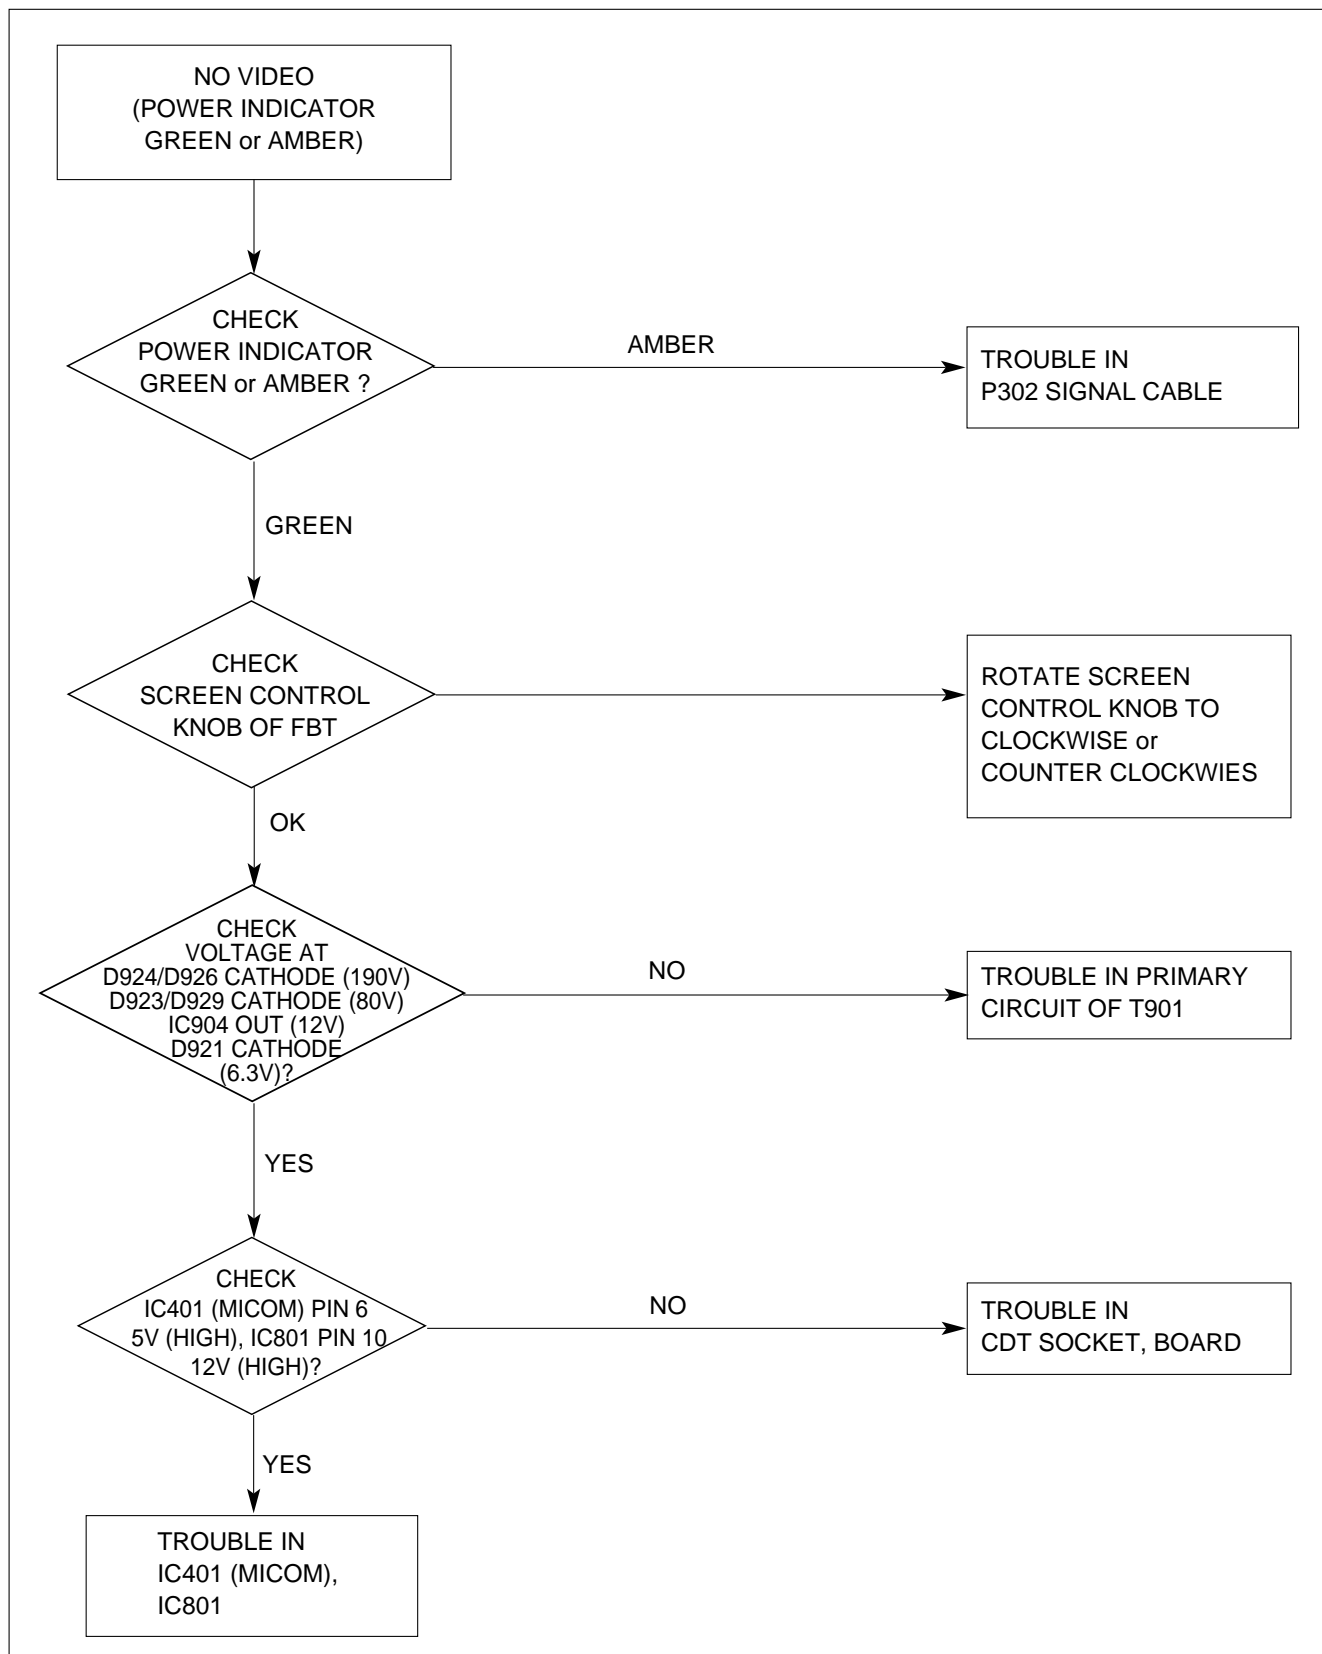 NO VIDEO
(POWER INDICATOR
GREEN or AMBER)
CHECK
POWER INDICATOR
GREEN or AMBER ?
AMBER
TROUBLE IN
P302 SIGNAL CABLE
GREEN
CHECK
SCREEN CONTROL
KNOB OF FBT
ROTATE SCREEN
CONTROL KNOB TO
CLOCKWISE or
COUNTER CLOCKWIES
OK
CHECK
VOLTAGE AT
D924/D926 CATHODE (190V)
D923/D929 CATHODE (80V)
IC904 OUT (12V)
D921 CATHODE
(6.3V)?
NO
TROUBLE IN PRIMARY
CIRCUIT OF T901
YES
CHECK
IC401 (MICOM) PIN 6
5V (HIGH), IC801 PIN 10
12V (HIGH)?
NO
TROUBLE IN
CDT SOCKET, BOARD
YES
TROUBLE IN
IC401 (MICOM),
IC801